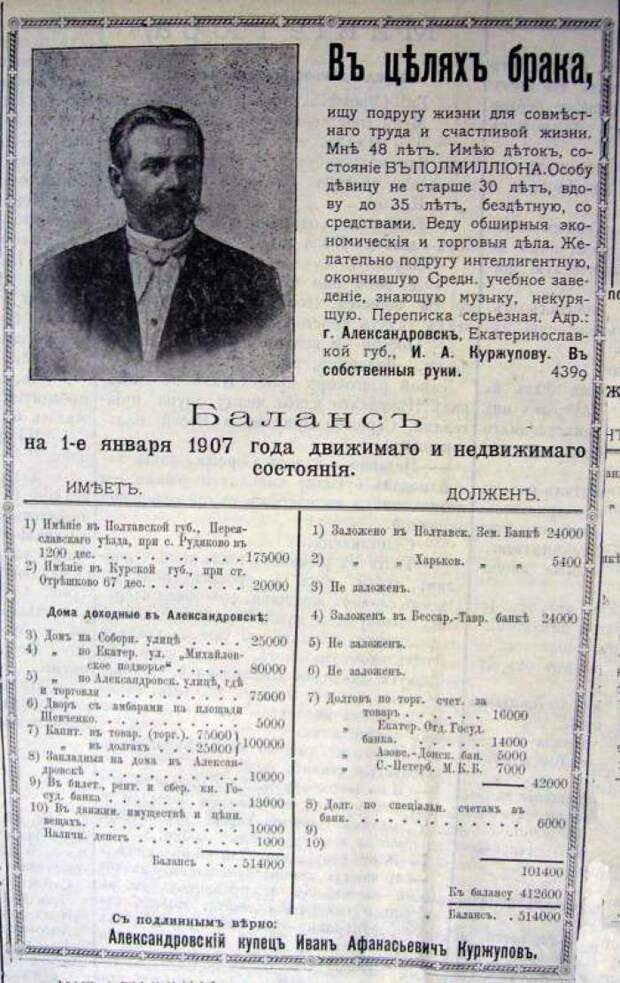 Въ цѣляхъ брака,
ищу подругу жизни для совмѣст-
наго труда и счастливой жизни.
Мнѣ 48 лѣтъ. Имѣю дѣтокъ, со-
стояніе ВЪ ПОЛМИЛЛІОНА. Особу
дѣвицу не старше 30 лѣтъ, вдо-
ву до 35 лѣтъ, бездѣтную, со
средствами. Веду обширныя эко-
номическія и торговыя дѣла. Же-
лательно подругу интеллигентную,
окончившую Средн. учебное заве-
деніе, знающую музыку, некуря-
щую. Переписка серьезная. Адр.:
г. Александровскъ, Екатеринослав-
кой губ., И. А. Куржупову. Въ
собственныя руки. 4399
Балансъ
на 1-е января 1907 года движимаго и недвижимаго
состоянія.
ИМѢЕТЪ.
1) Имѣніе въ Полтавской губ., Перея-
славскаго уѣзда, при с. Рудяково въ
1200 дес. . . . . . . . . . 175000
2) Имѣніе въ Курской губ., при ст.
Отрѣшково 67 дес. . . . . . . 20000
Дома доходные въ Александровскѣ:
3) Домъ на Соборн. улицѣ . . . . 25000
4) „ по Екатер. ул. „Михайлов-
ское подворье“ . . . . . . . 80000
5) „ по Александровск. улицѣ, гдѣ
и торговля . . . . . . . . 75000
6) Дворъ съ амбарами на площади
Шевченко. . . . . . . . . 5000
7) Капит. въ товар. (торг.). 75000
„ въ долгахъ . . . 25000 100000
8) Закладныя на дома въ Алексан-
дровскѣ . . . . . . . . . 10000
9) Въ билет., рент. и сбер. кн. Го-
суд. банка . . . . . . . . 13000
10) Въ движим. имуществѣ и цѣнн.
вещахъ. . . . . . . . . . 10000
Наличн. денегъ . . . . . . . 1000
Балансъ . . . 514000
ДОЛЖЕНЪ.
1) Заложено въ Полтавск. Зем. Банкѣ 24000
2) „ „ Харьков. „ „ 5400
3) Не заложен.
4) Заложен. въ Бессар.-Тавр. банкѣ 24000
5) Не заложен.
6) Не заложен.
7) Долговъ по торг. счет. за
товаръ . . . . . . 16000
„ Екатер. Отд. Госуд.
банка. . . . . . . 14000
„ Азовс.-Донск. бан. 5000
„ С.-Петерб. М. К. Б. 7000
42000
8) Долг. по спеціальн. счетамъ въ
банк. . . . . . . . . . . 6000
9)
10)
101400
Къ балансу 412600
„ Балансъ. . 514000
Съ подлиннымъ вѣрно:
Александровскій купецъ Иванъ Афанасьевичъ Куржуповъ.